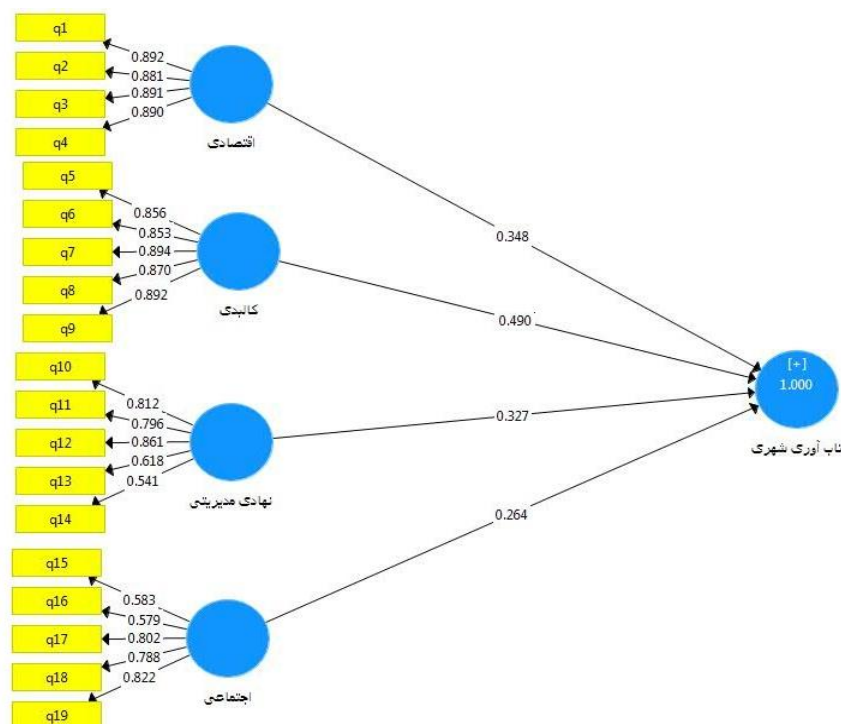 q1
q2
q3
q4
0.892
0.881
0.891
0.890
اقتصادی
q5
q6
q7
q8
q9
0.856
0.853
0.894
0.870
0.892
کالبدی
q10
q11
q12
q13
q14
0.812
0.796
0.861
0.618
0.541
نهادی مدیریتی
q15
q16
q17
q18
q19
0.583
0.579
0.802
0.788
0.822
اجتماعی
0.348
0.490
0.327
0.264
[+]
1.000
تاب آوری شهری